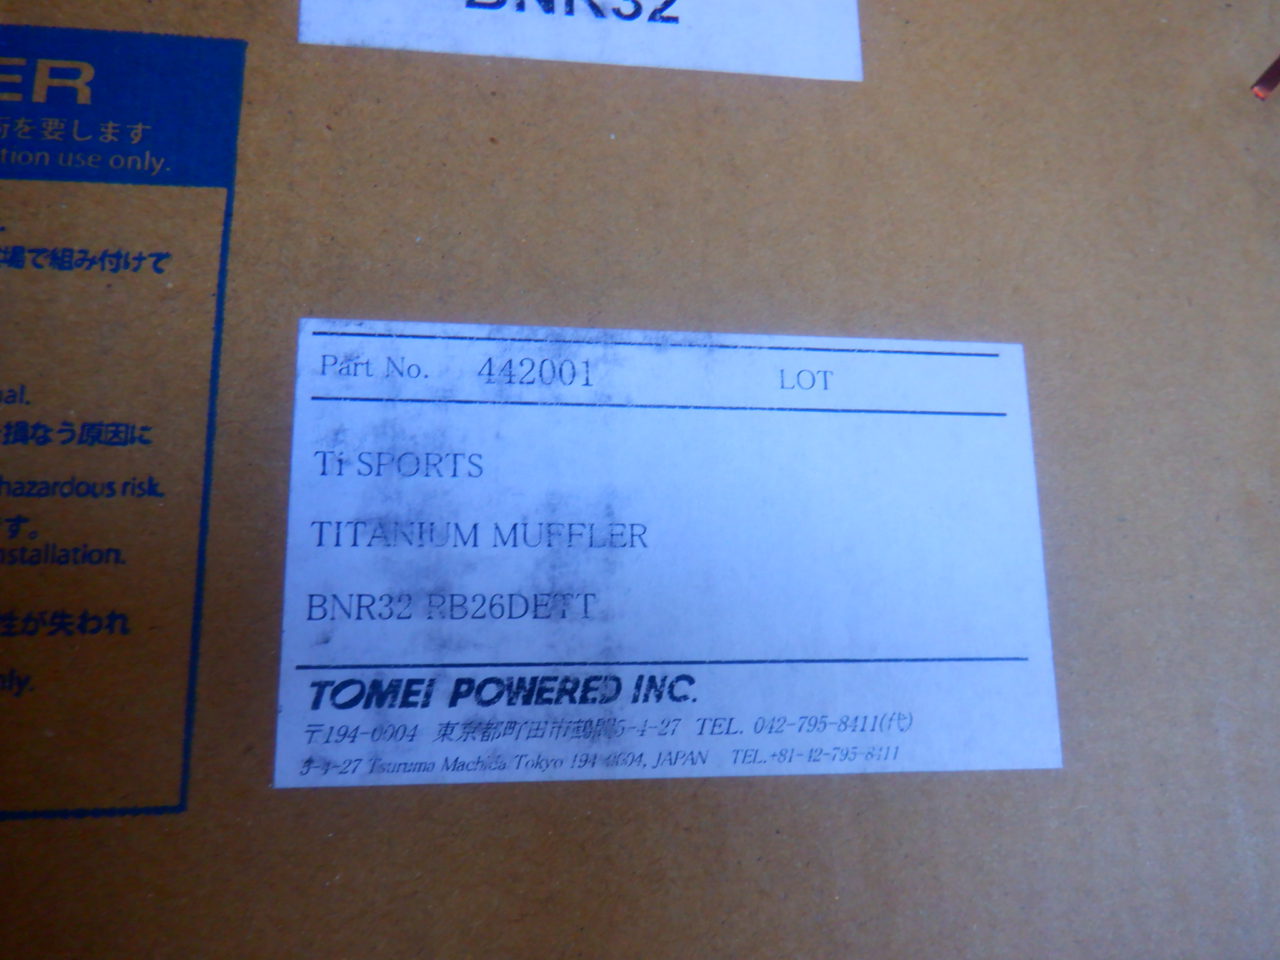 BNR32
ER
術を要します
tion use only.
場で組み付けて
al.
損なう原因に
hazardous risk.
す。
nstallation.
性が失われ
nly.
Part No. 442001 LOT
Ti SPORTS
TITANIUM MUFFLER
BNR32 RB26DETT
TOMEI POWERED INC.
〒194-0004 東京都町田市鶴間5-4-27 TEL. 042-795-8411(代)
5-4-27 Tsuruma Machida Tokyo 194-0004, JAPAN TEL.+81-42-795-8411